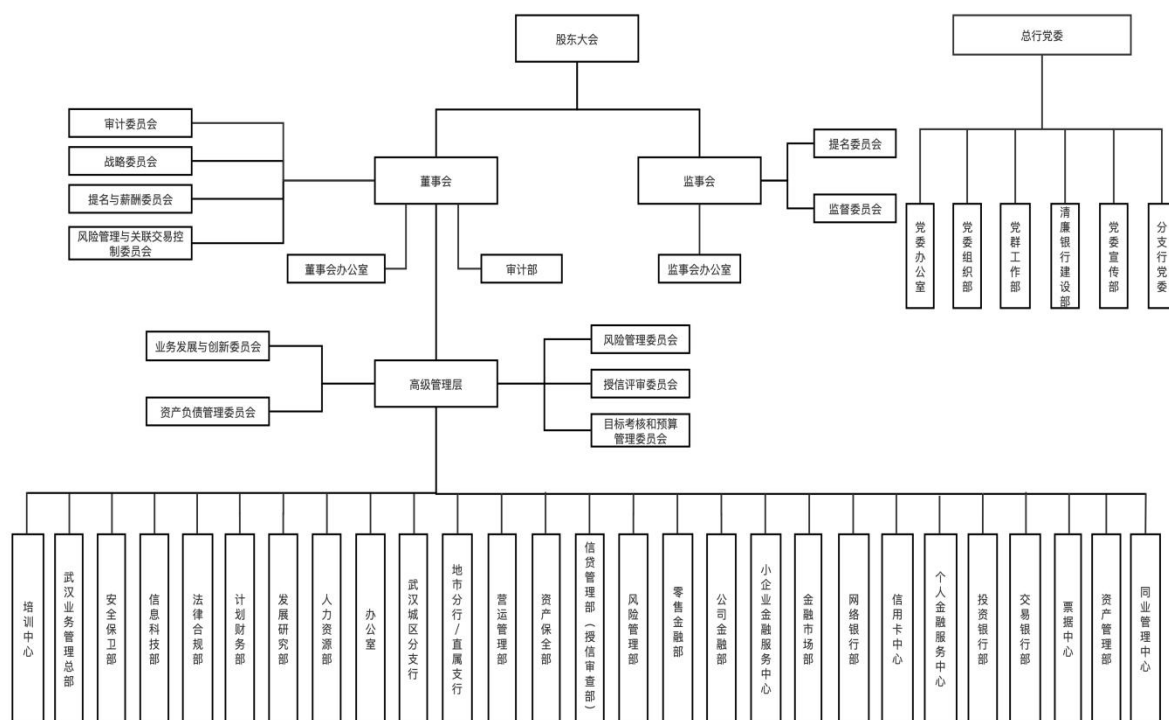 股东大会
总行党委
审计委员会
战略委员会
提名与薪酬委员会
风险管理与关联交易控
制委员会
董事会
监事会
提名委员会
监督委员会
董事会办公室
审计部
监事会办公室
党委办公室
党委组织部
党群工作部
清廉银行建设部
党委宣传部
分支行党委
业务发展与创新委员会
资产负债管理委员会
高级管理层
风险管理委员会
授信评审委员会
目标考核和预算
管理委员会
培训中心
武汉业务管理总部
安全保卫部
信息科技部
法律合规部
计划财务部
发展研究部
人力资源部
办公室
武汉城区分支行
地市分行/直属支行
营运管理部
资产保全部
信贷管理部（授信审查部）
风险管理部
零售金融部
公司金融部
小企业金融服务中心
金融市场部
网络银行部
信用卡中心
个人金融服务中心
投资银行部
交易银行部
票据中心
资产管理部
同业管理中心